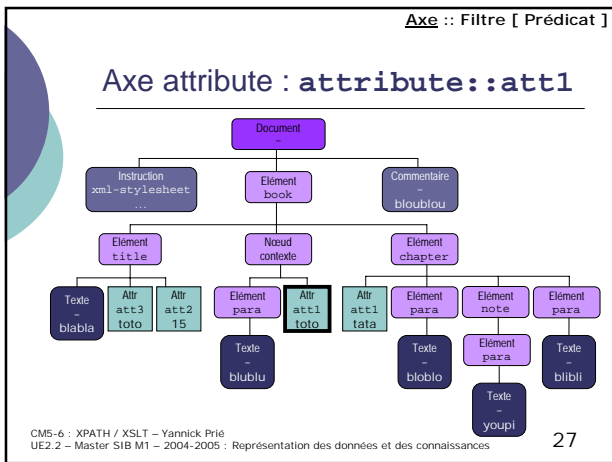 Axe :: Filtre [ Prédicat ]
Axe attribute : attribute::att1
Document
–
Instruction
xml-stylesheet
...
Elément
book
Commentaire
–
bloublou
Elément
title
Nœud
contexte
Elément
chapter
Texte
–
blabla
Attr
att3
toto
Attr
att2
15
Elément
para
Attr
att1
toto
Attr
att1
tata
Elément
para
Elément
note
Elément
para
Texte
–
blublu
Texte
–
bloblo
Elément
para
Texte
–
blibli
Texte
–
youpi
CM5-6 : XPATH / XSLT – Yannick Prié
UE2.2 – Master SIB M1 – 2004-2005 : Représentation des données et des connaissances
27